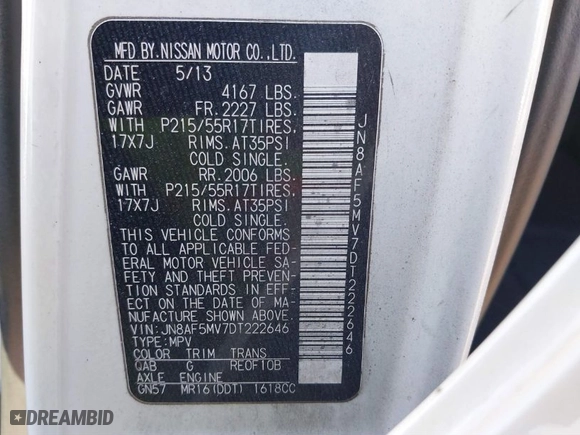 MFD BY. NISSAN MOTOR CO., LTD.
DATE 5/13
GVWR 4167 LBS.
GAWR FR. 2227 LBS.
WITH P215/55R17TIRES,
17X7J RIMS. AT35PSI
COLD SINGLE.
GAWR RR. 2006 LBS.
WITH P215/55R17TIRES,
17X7J RIMS. AT35PSI
COLD SINGLE.
THIS VEHICLE CONFORMS
TO ALL APPLICABLE FED-
ERAL MOTOR VEHICLE SA-
FETY AND THEFT PREVEN-
TION STANDARDS IN EFF-
ECT ON THE DATE OF MA-
NUFACTURE SHOWN ABOVE.
VIN: JN8AF5MV7DT222646
TYPE: MPV
COLOR TRIM TRANS
QAB G RE0F10B
AXLE ENGINE
GN57 MR16(DDT) 1618CC
JN8AF5MV7DT222646
DREAMBID